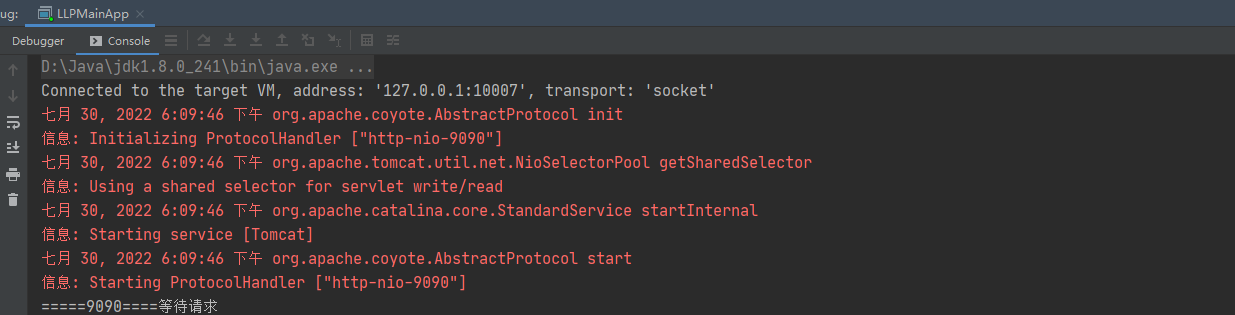 ug: LLPMainApp
Debugger Console
D:\Java\jdk1.8.0_241\bin\java.exe ...
Connected to the target VM, address: '127.0.0.1:10007', transport: 'socket'
七月 30, 2022 6:09:46 下午 org.apache.coyote.AbstractProtocol init
信息: Initializing ProtocolHandler ["http-nio-9090"]
七月 30, 2022 6:09:46 下午 org.apache.tomcat.util.net.NioSelectorPool getSharedSelector
信息: Using a shared selector for servlet write/read
七月 30, 2022 6:09:46 下午 org.apache.catalina.core.StandardService startInternal
信息: Starting service [Tomcat]
七月 30, 2022 6:09:46 下午 org.apache.coyote.AbstractProtocol start
信息: Starting ProtocolHandler ["http-nio-9090"]
=====9090====等待请求